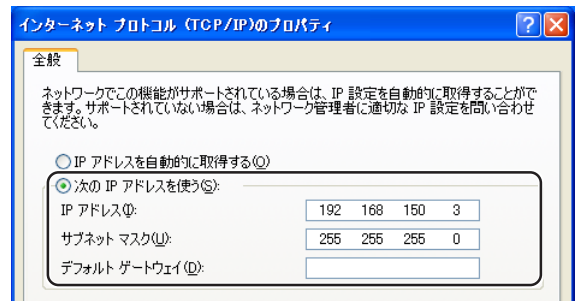 インターネット プロトコル (TCP/IP)のプロパティ
全般
ネットワークでこの機能がサポートされている場合は、IP 設定を自動的に取得することがで
きます。サポートされていない場合は、ネットワーク管理者に適切な IP 設定を問い合わせ
てください。
IP アドレスを自動的に取得する(O)
次の IP アドレスを使う(S):
IP アドレス(I): 192 168 150 3
サブネット マスク(U): 255 255 255 0
デフォルト ゲートウェイ(D):